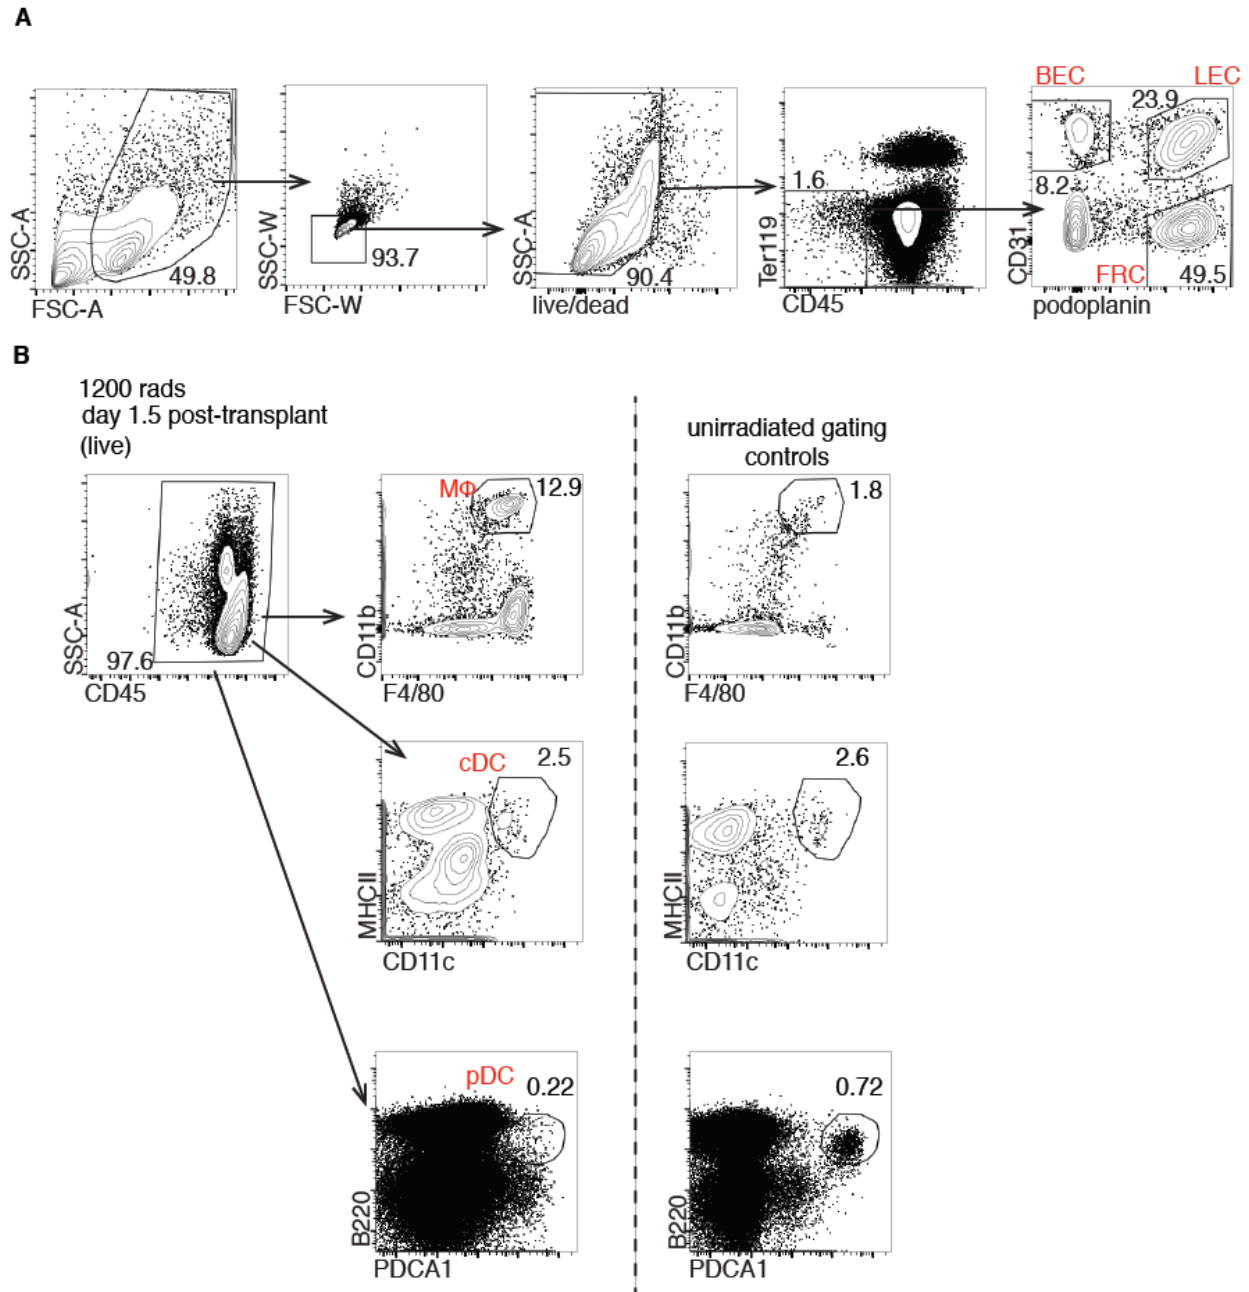 A
BEC
LEC
23.9
8.2
FRC
49.5
CD31
podoplanin
SSC-A
49.8
FSC-A
SSC-W
93.7
FSC-W
SSC-A
90.4
live/dead
1.6
Ter119
CD45
B
1200 rads
day 1.5 post-transplant
(live)
unirradiated gating
controls
SSC-A
97.6
CD45
MΦ
12.9
CD11b
F4/80
1.8
CD11b
F4/80
cDC
2.5
MHCII
CD11c
2.6
MHCII
CD11c
pDC
0.22
B220
PDCA1
0.72
B220
PDCA1